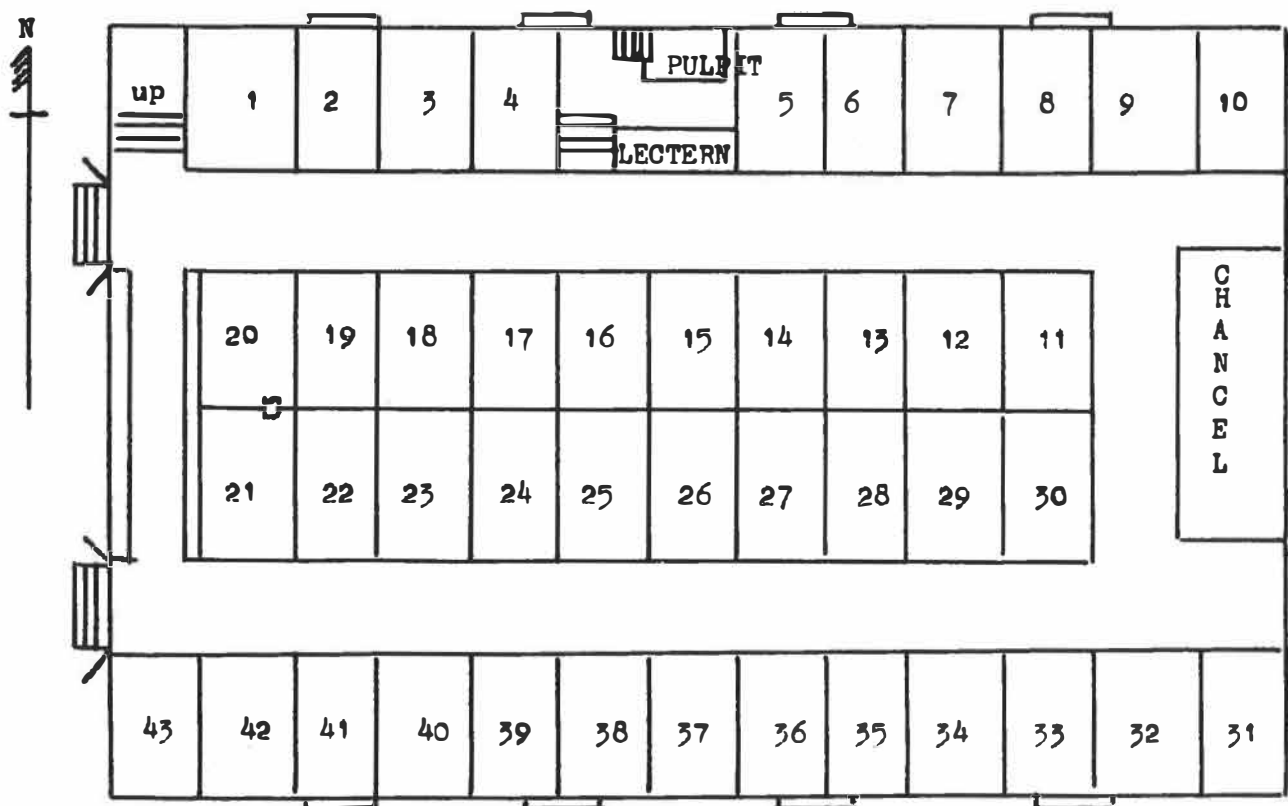 N
up 1 2 3 4 PULPIT 5 6 7 8 9 10
LECTERN
20 19 18 17 16 15 14 13 12 11
21 22 23 24 25 26 27 28 29 30
CHANCEL
43 42 41 40 39 38 37 36 35 34 33 32 31